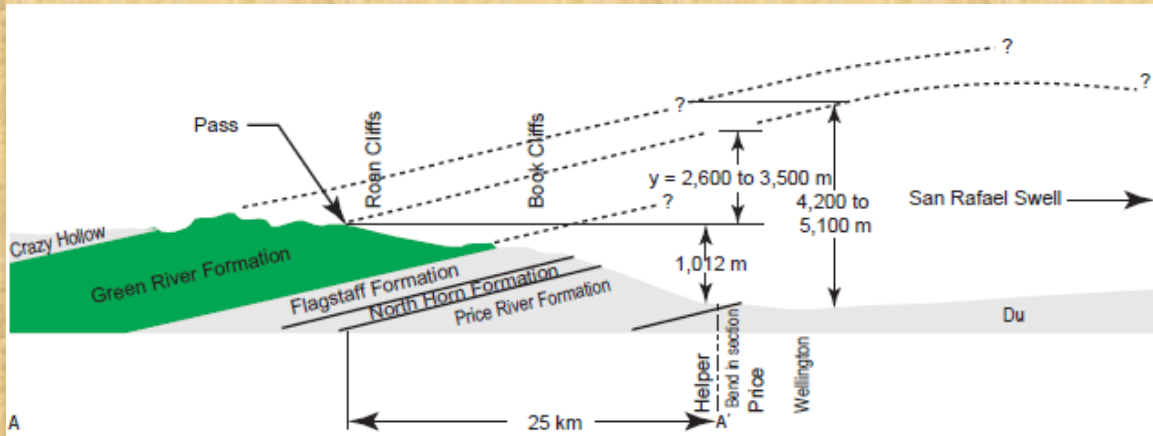 ?
?
?
?
Pass
Roan Cliffs
Book Cliffs
y = 2,600 to 3,500 m
4,200 to
5,100 m
San Rafael Swell
Crazy Hollow
Green River Formation
1,012 m
Flagstaff Formation
North Horn Formation
Price River Formation
Du
Helper
Bend in section
Price
Wellington
A
25 km
A'